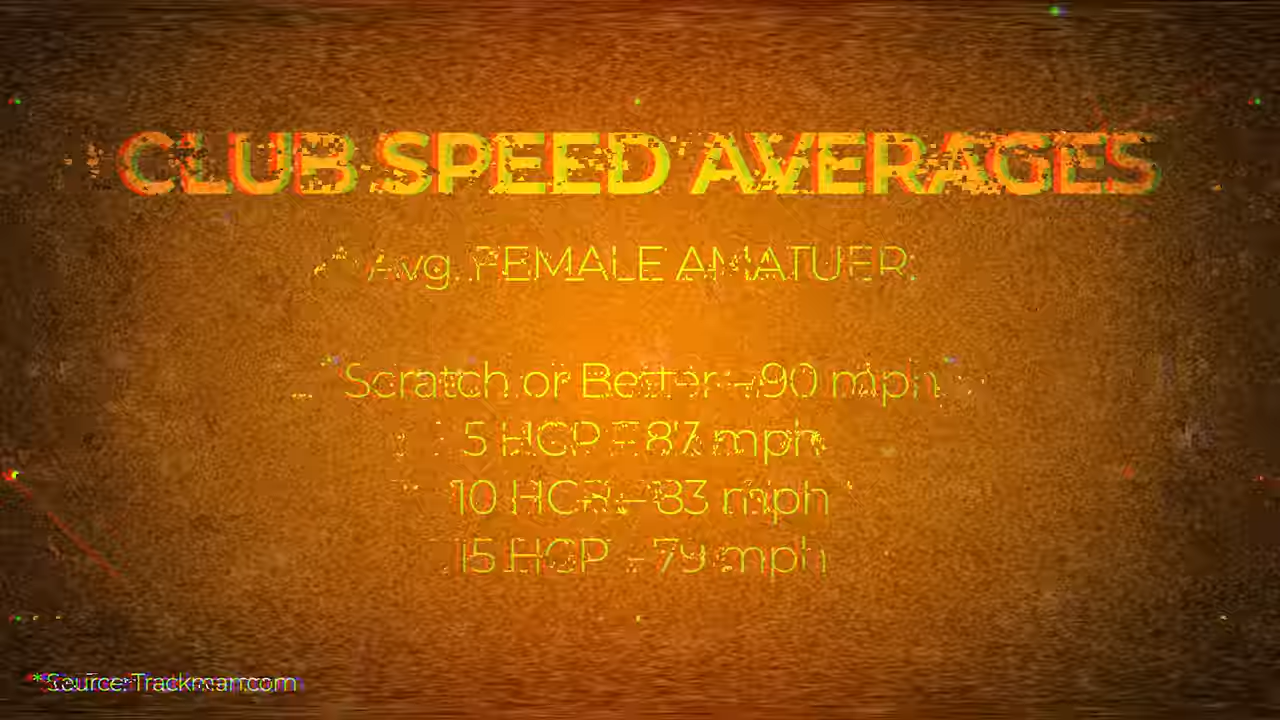 CLUB SPEED AVERAGES
Avg. FEMALE AMATUER:
Scratch or Better – 90 mph
5 HCP – 87 mph
10 HCP – 83 mph
15 HCP – 79 mph
*Source: Trackman.com